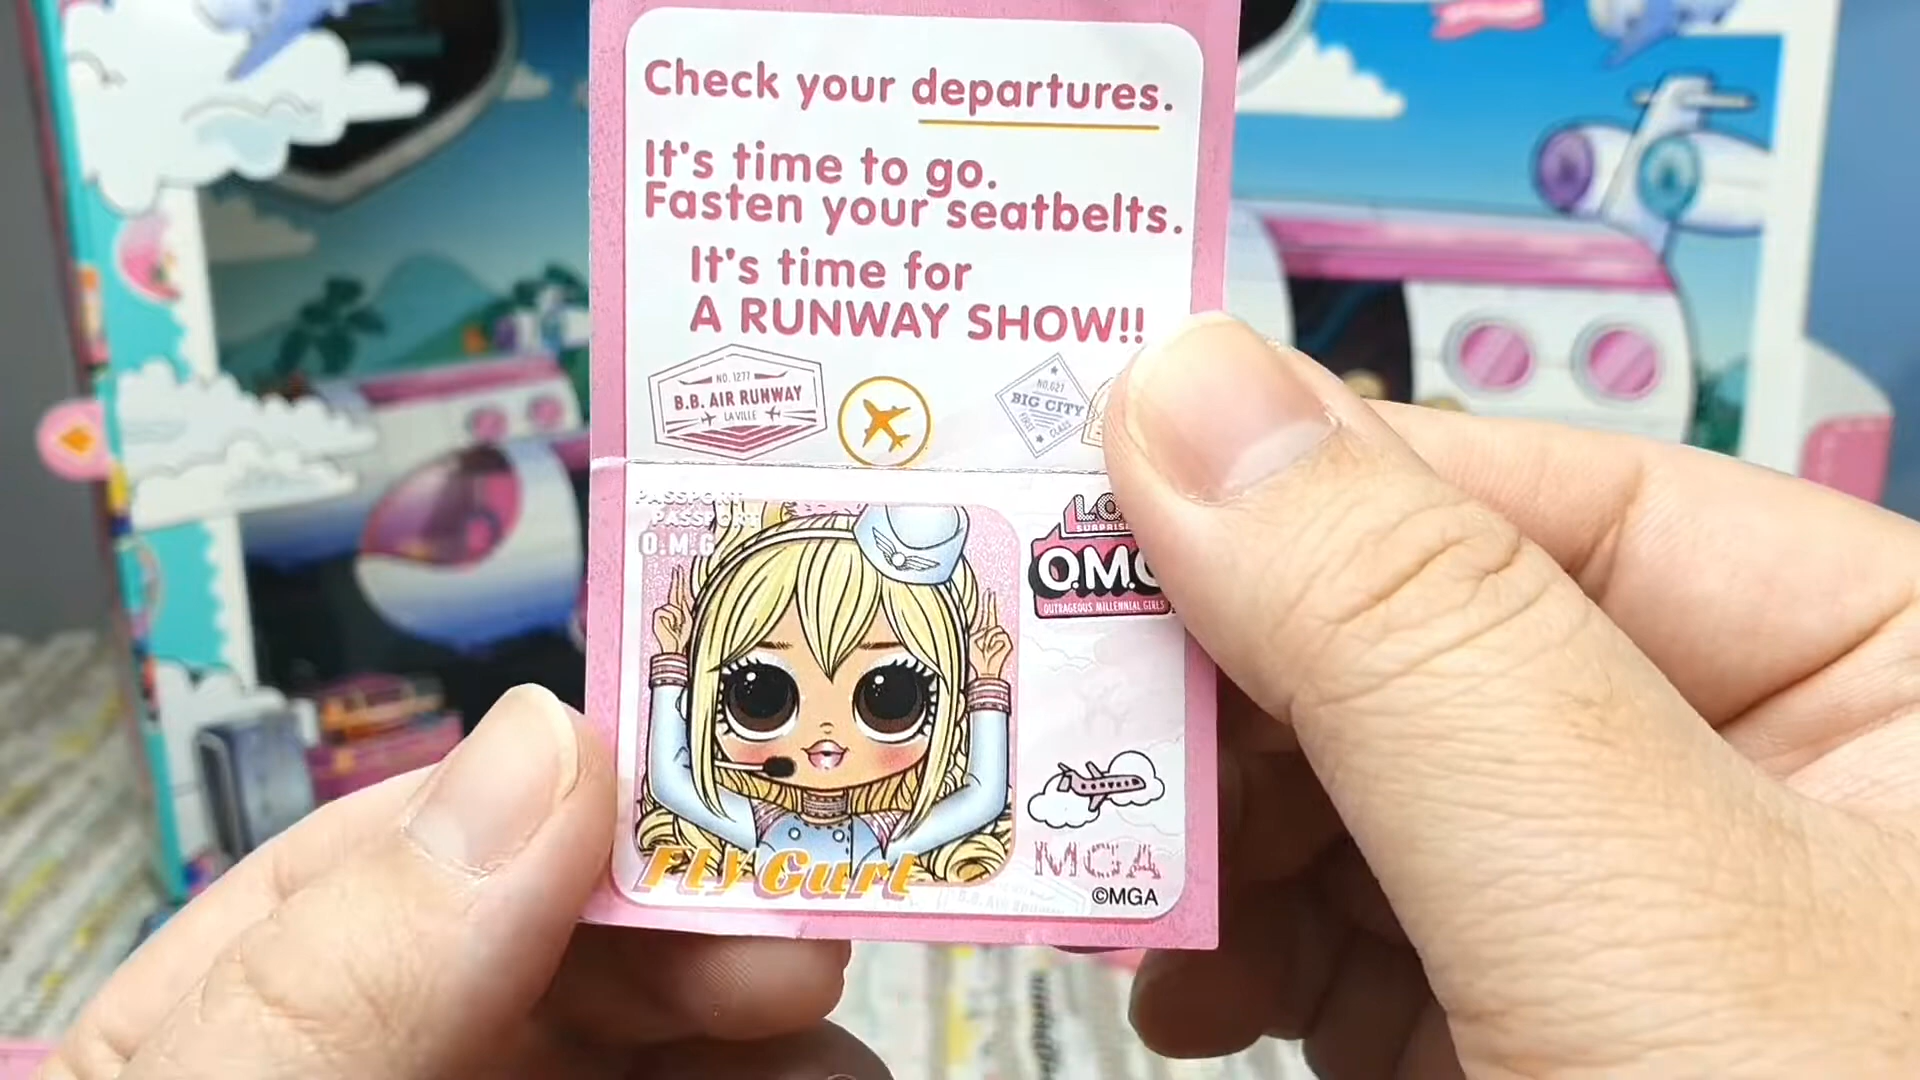 Check your departures.
It's time to go.
Fasten your seatbelts.
It's time for
A RUNWAY SHOW!!
NO. 1277
B.B. AIR RUNWAY
LA VILLE
NO. 621
BIG CITY
FIRST
CLASS
PASSPORT
PASSPORT
O.M.G
SURPRISE
O.M.G
OUTRAGEOUS MILLENNIAL GIRLS
Fly Gurl
MGA
©MGA